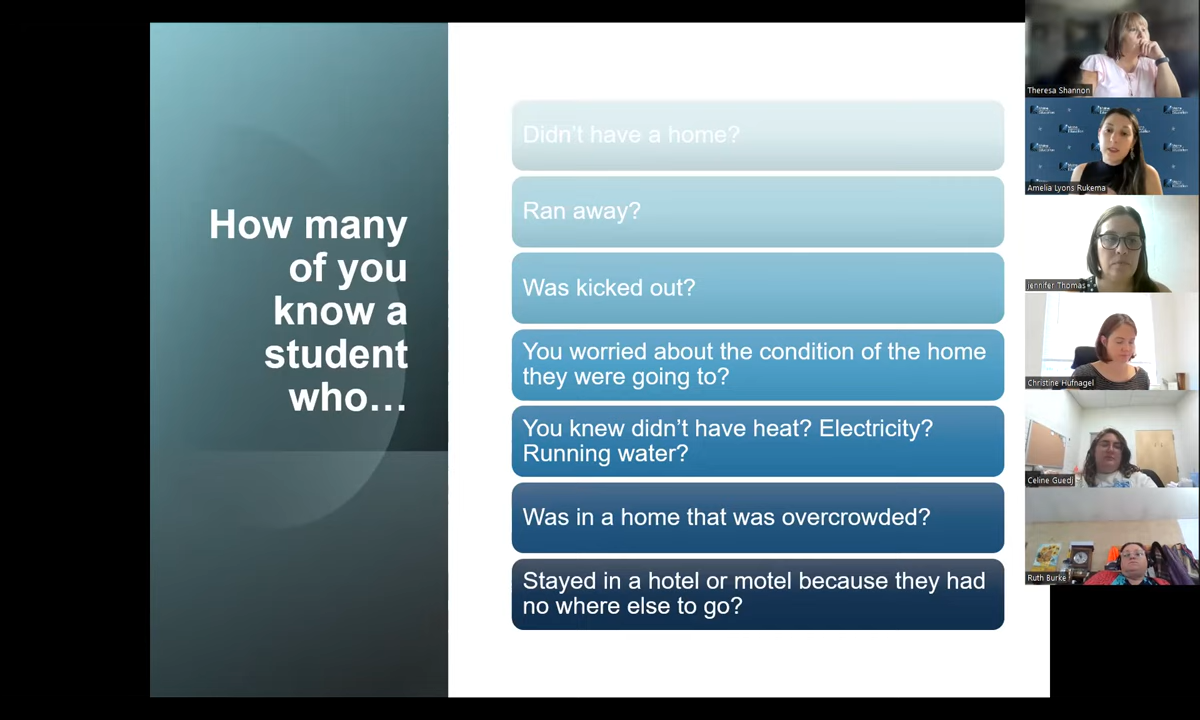 How many
of you
know a
student
who…
Didn't have a home?
Ran away?
Was kicked out?
You worried about the condition of the home
they were going to?
You knew didn't have heat? Electricity?
Running water?
Was in a home that was overcrowded?
Stayed in a hotel or motel because they had
no where else to go?
Theresa Shannon
Amelia Lyons Rukema
Jennifer Thomas
Christine Hufnagel
Celine Guedj
Ruth Burke